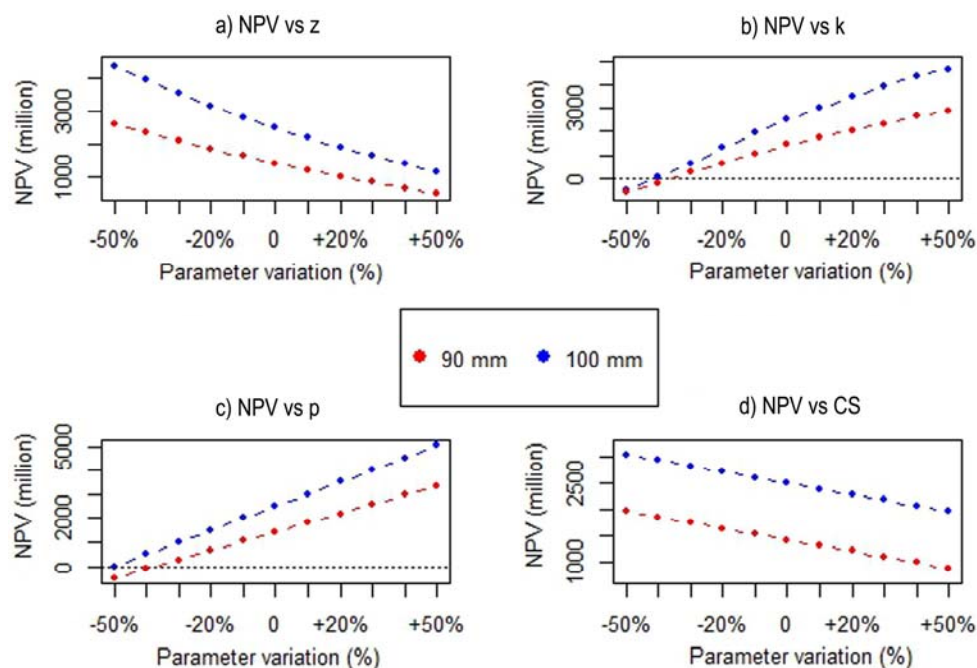 a) NPV vs z
NPV (million)
3000
1000
-50% -20% 0 +20% +50%
Parameter variation (%)
b) NPV vs k
NPV (million)
3000
0
-50% -20% 0 +20% +50%
Parameter variation (%)
90 mm 100 mm
c) NPV vs p
NPV (million)
5000
2000
0
-50% -20% 0 +20% +50%
Parameter variation (%)
d) NPV vs CS
NPV (million)
2500
1000
-50% -20% 0 +20% +50%
Parameter variation (%)